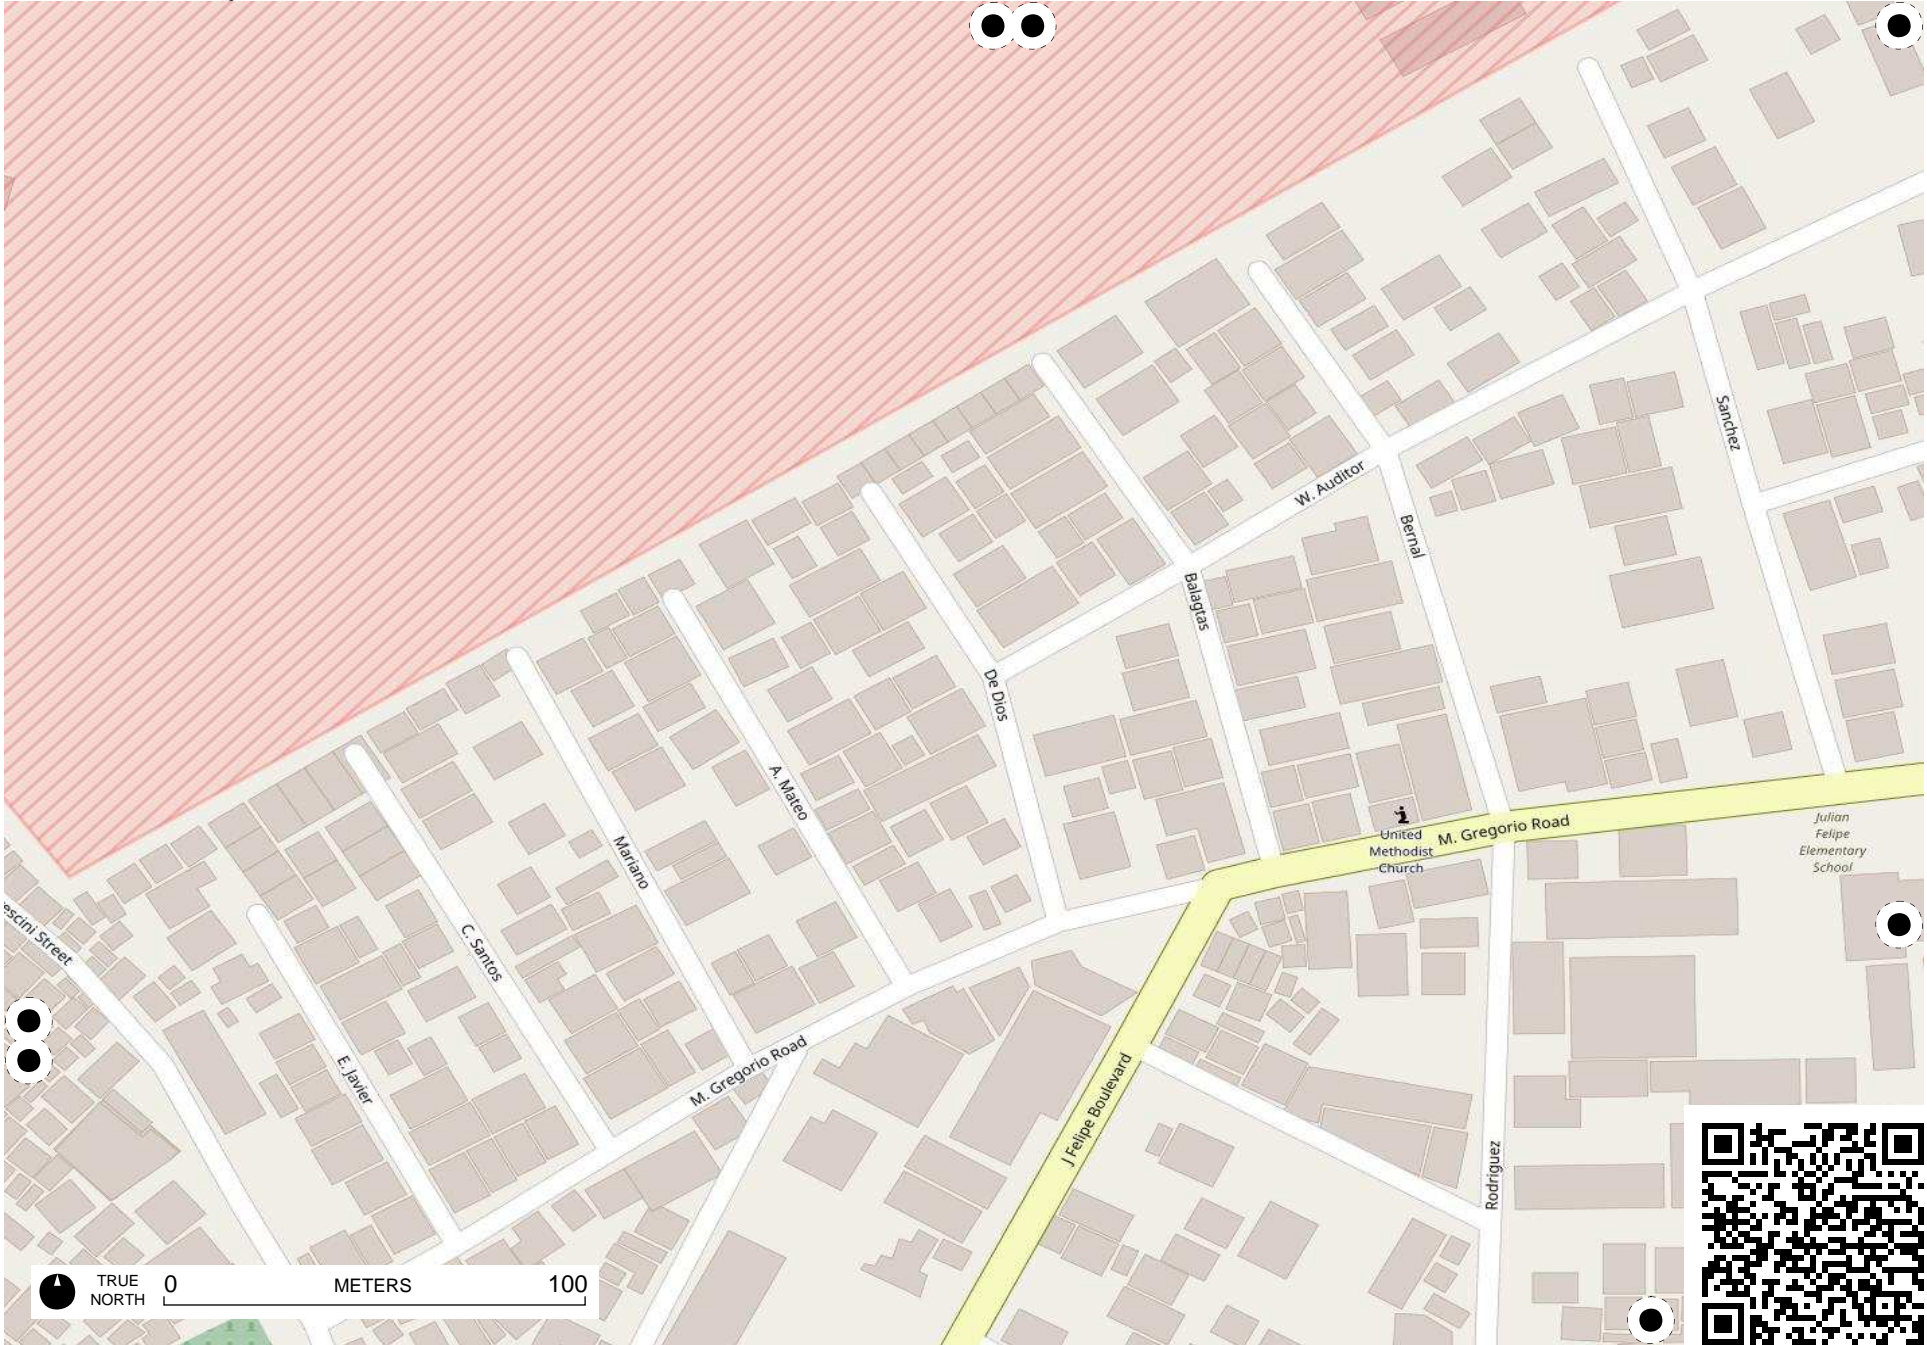 Sanchez
W. Auditor
Bernal
Balagtas
De Dios
A. Mateo
Mariano
United
Methodist
Church
M. Gregorio Road
Julian
Felipe
Elementary
School
escini Street
C. Santos
E. Javier
M. Gregorio Road
J Felipe Boulevard
Rodriguez
TRUE
NORTH
0
METERS
100